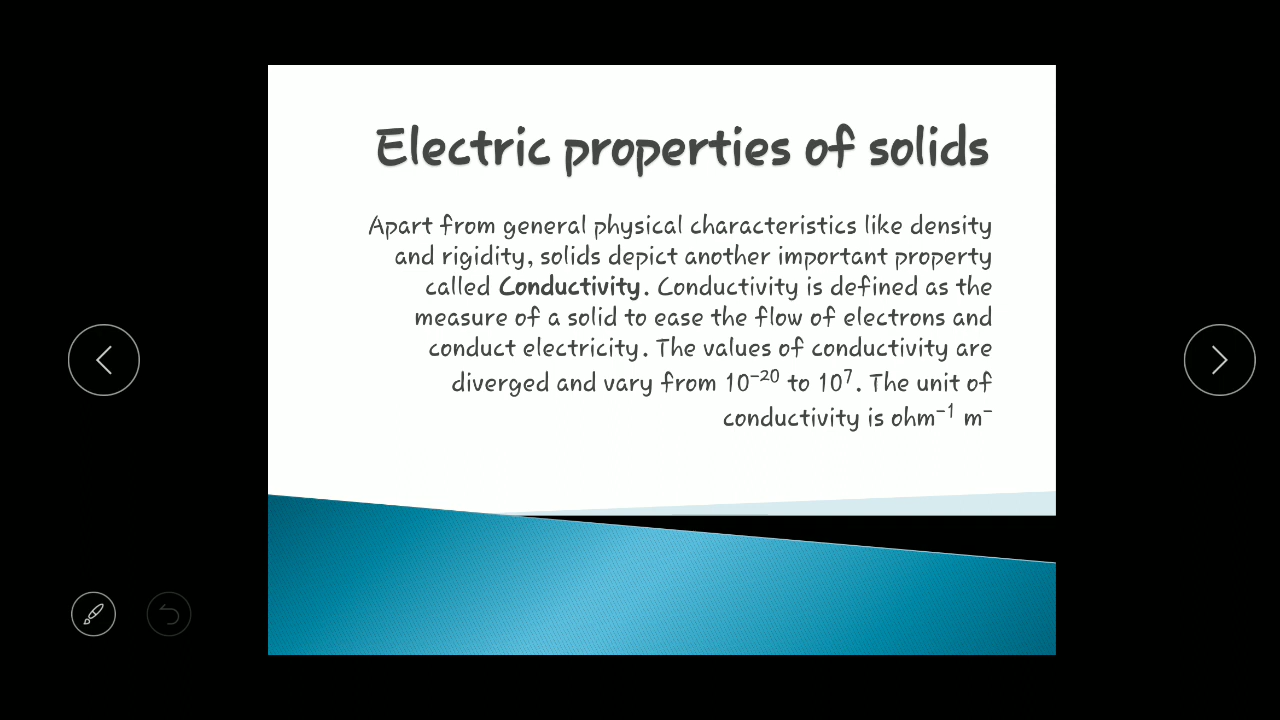 Electric properties of solids
Apart from general physical characteristics like density
and rigidity, solids depict another important property
called Conductivity. Conductivity is defined as the
measure of a solid to ease the flow of electrons and
conduct electricity. The values of conductivity are
diverged and vary from 10⁻²⁰ to 10⁷. The unit of
conductivity is ohm⁻¹ m⁻